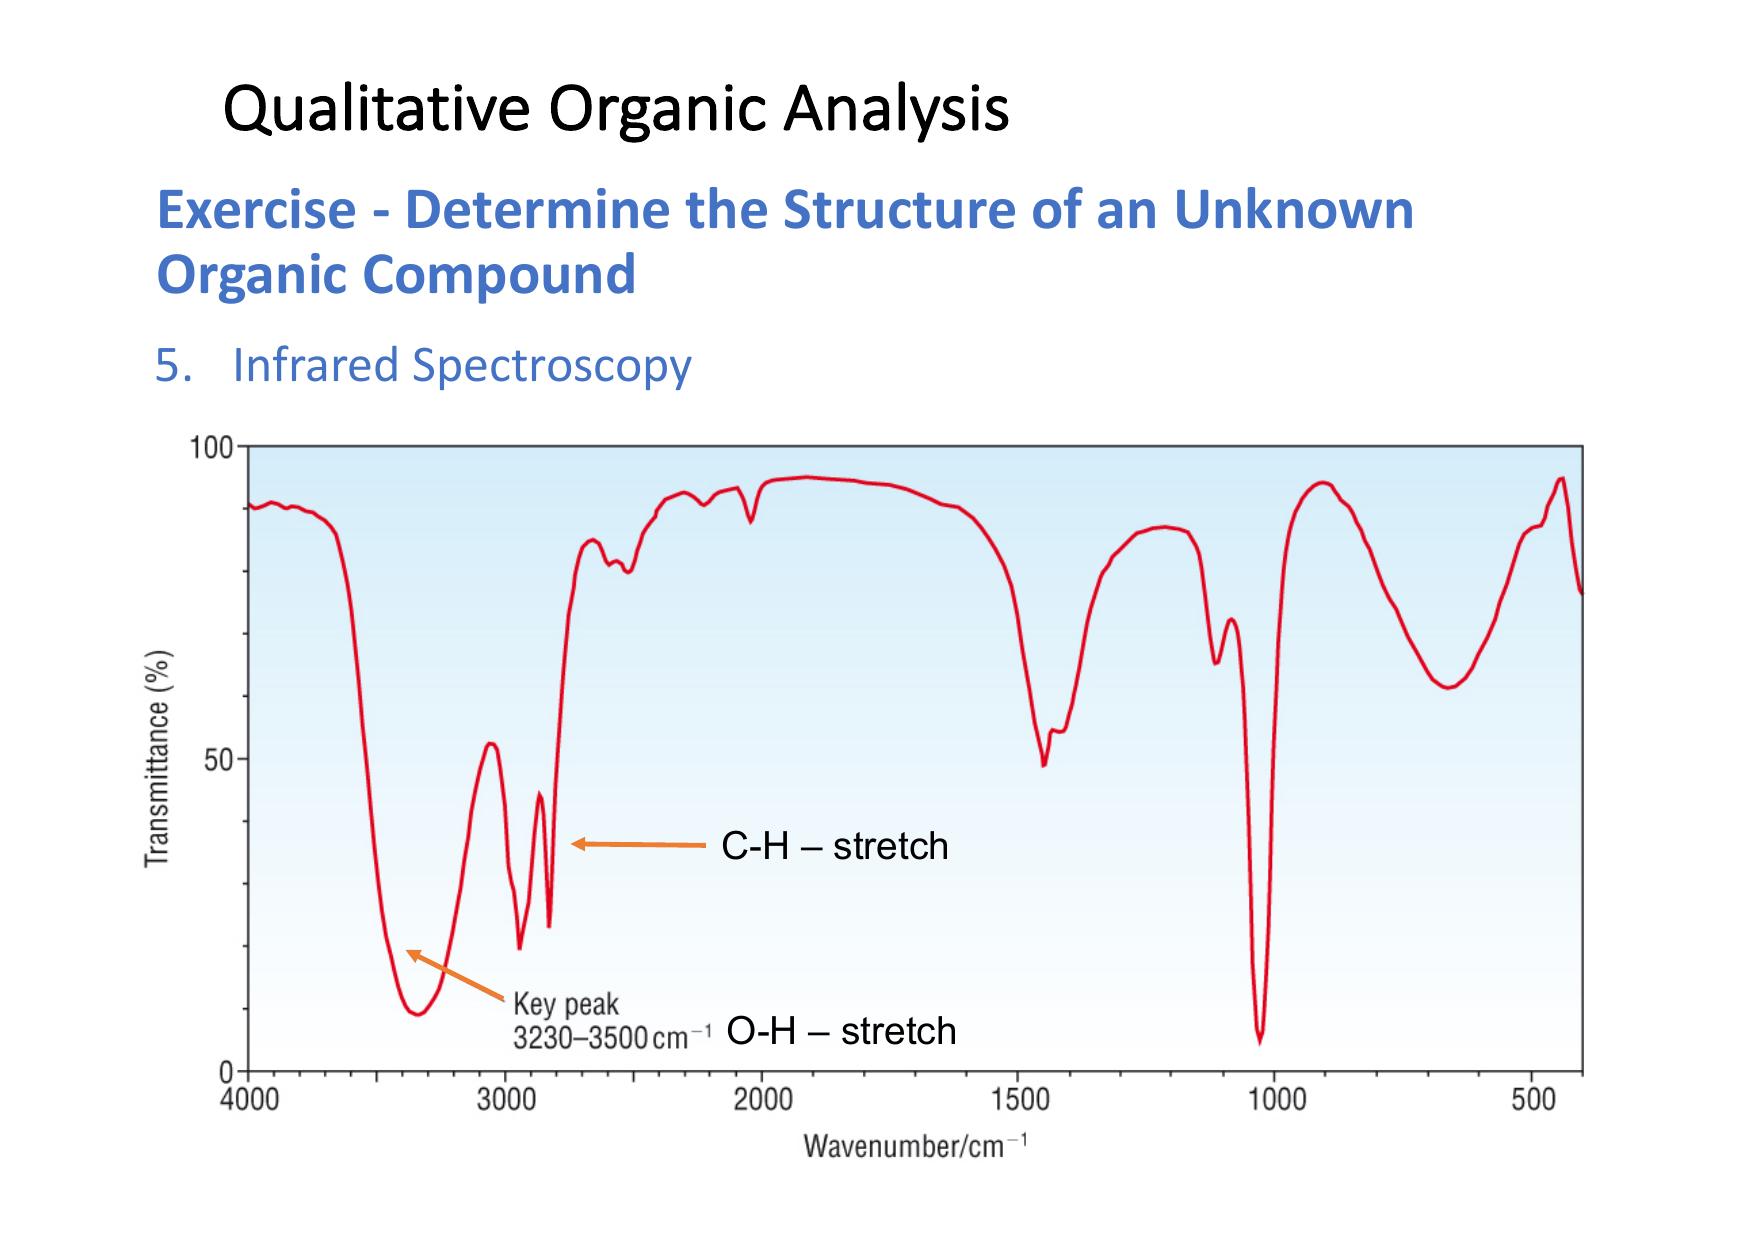 Qualitative Organic Analysis
Exercise - Determine the Structure of an Unknown
Organic Compound
5. Infrared Spectroscopy
100
50
0
Transmittance (%)
C-H – stretch
Key peak
3230–3500 cm⁻¹ O-H – stretch
4000 3000 2000 1500 1000 500
Wavenumber/cm⁻¹